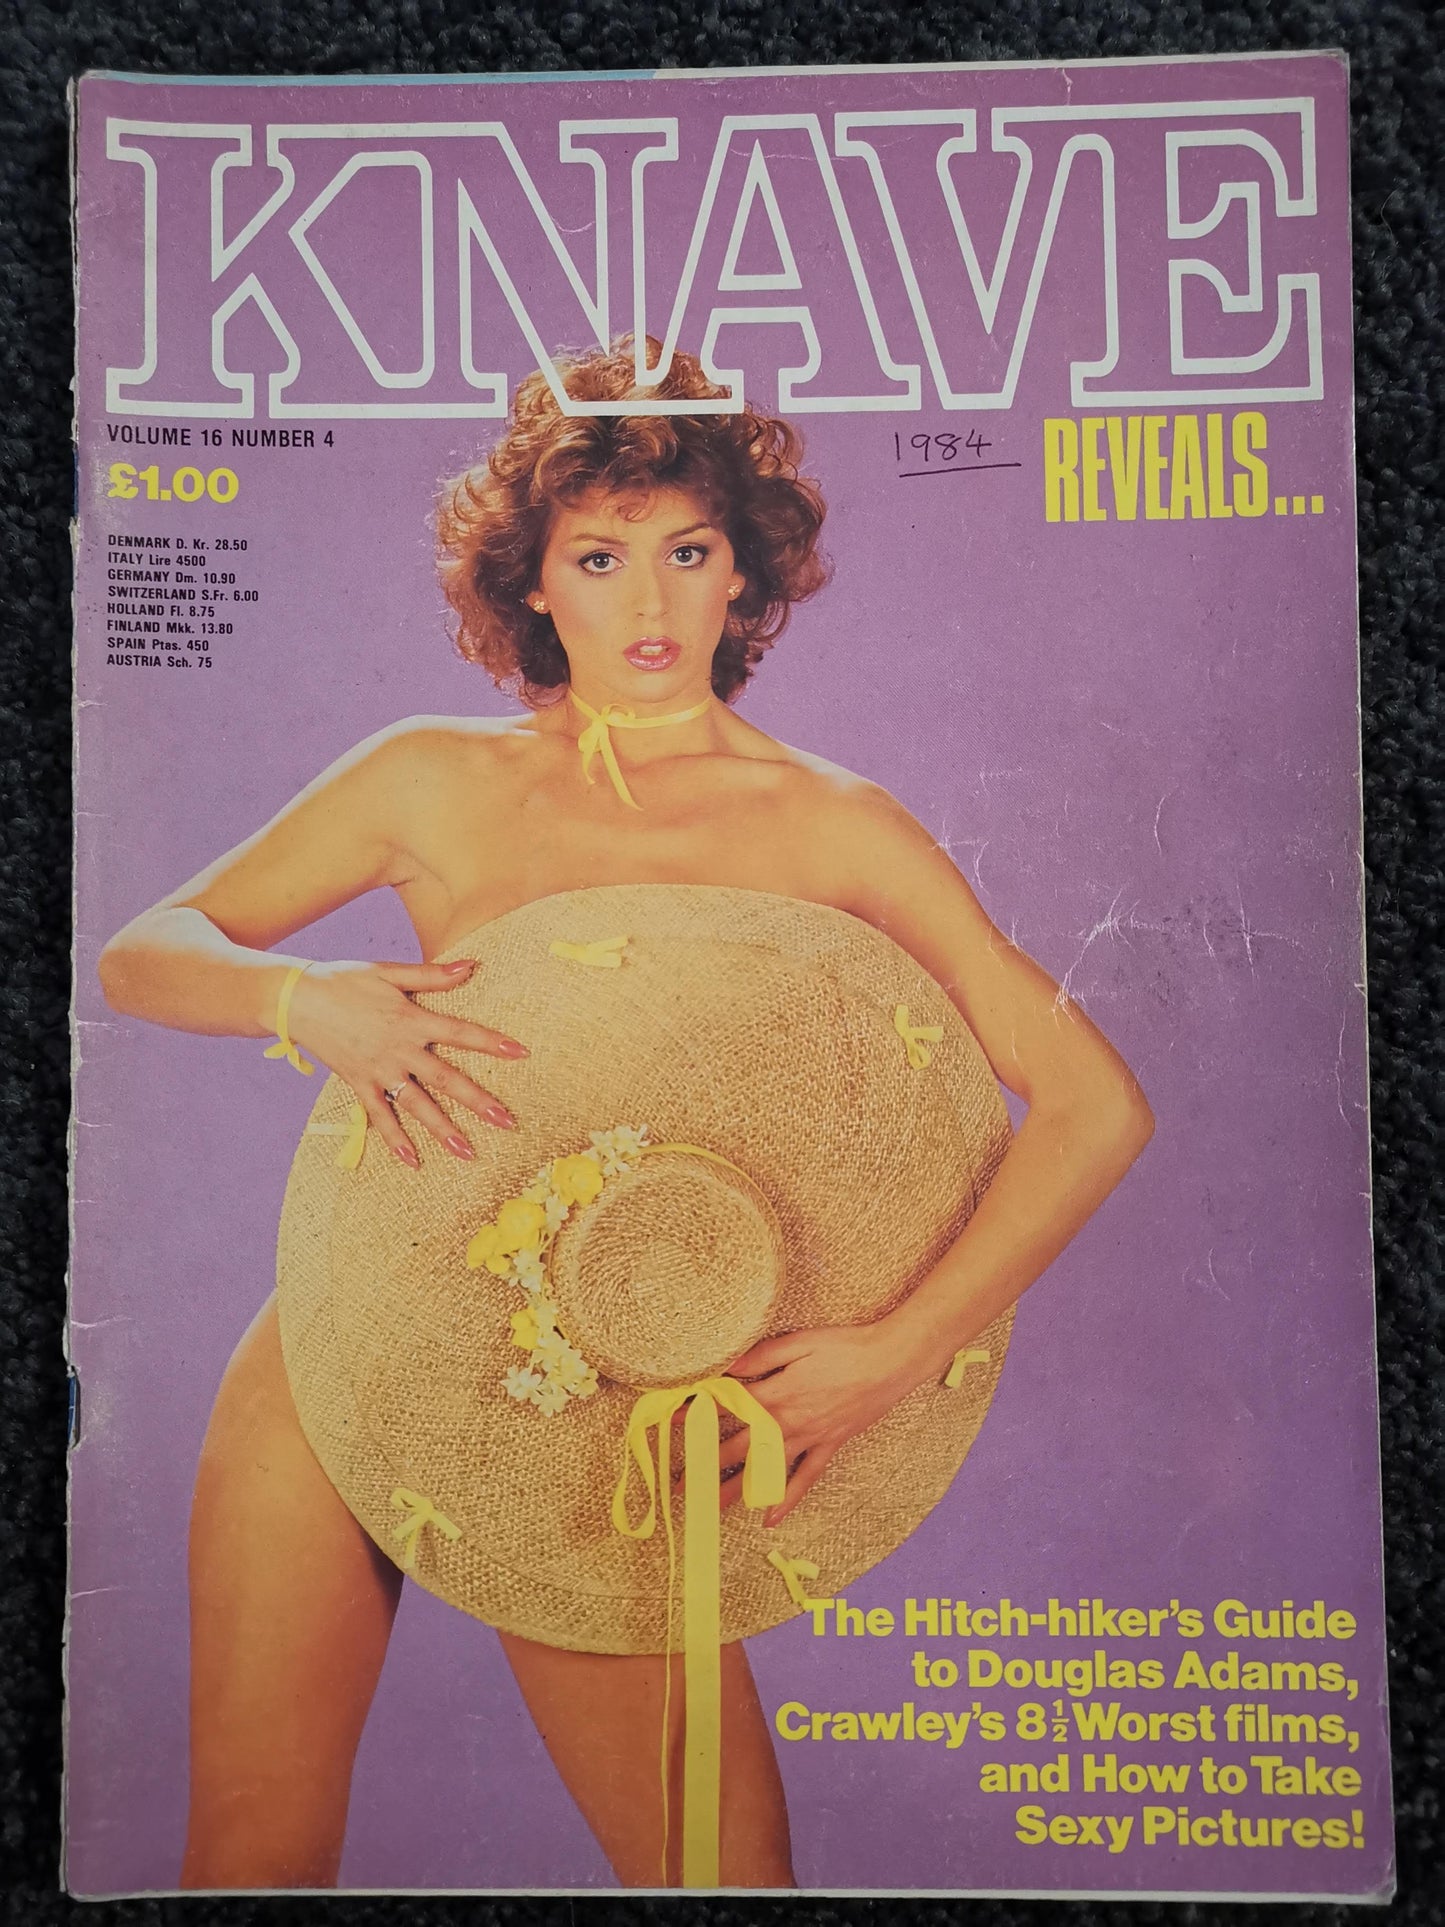 KNAVE
VOLUME 16 NUMBER 4
£1.00
1984
REVEALS...
DENMARK D. Kr. 28.50
ITALY Lire 4500
GERMANY Dm. 10.90
SWITZERLAND S.Fr. 6.00
HOLLAND Fl. 8.75
FINLAND Mkk. 13.80
SPAIN Ptas. 450
AUSTRIA Sch. 75
The Hitch-hiker's Guide
to Douglas Adams,
Crawley's 8½ Worst films,
and How to Take
Sexy Pictures!